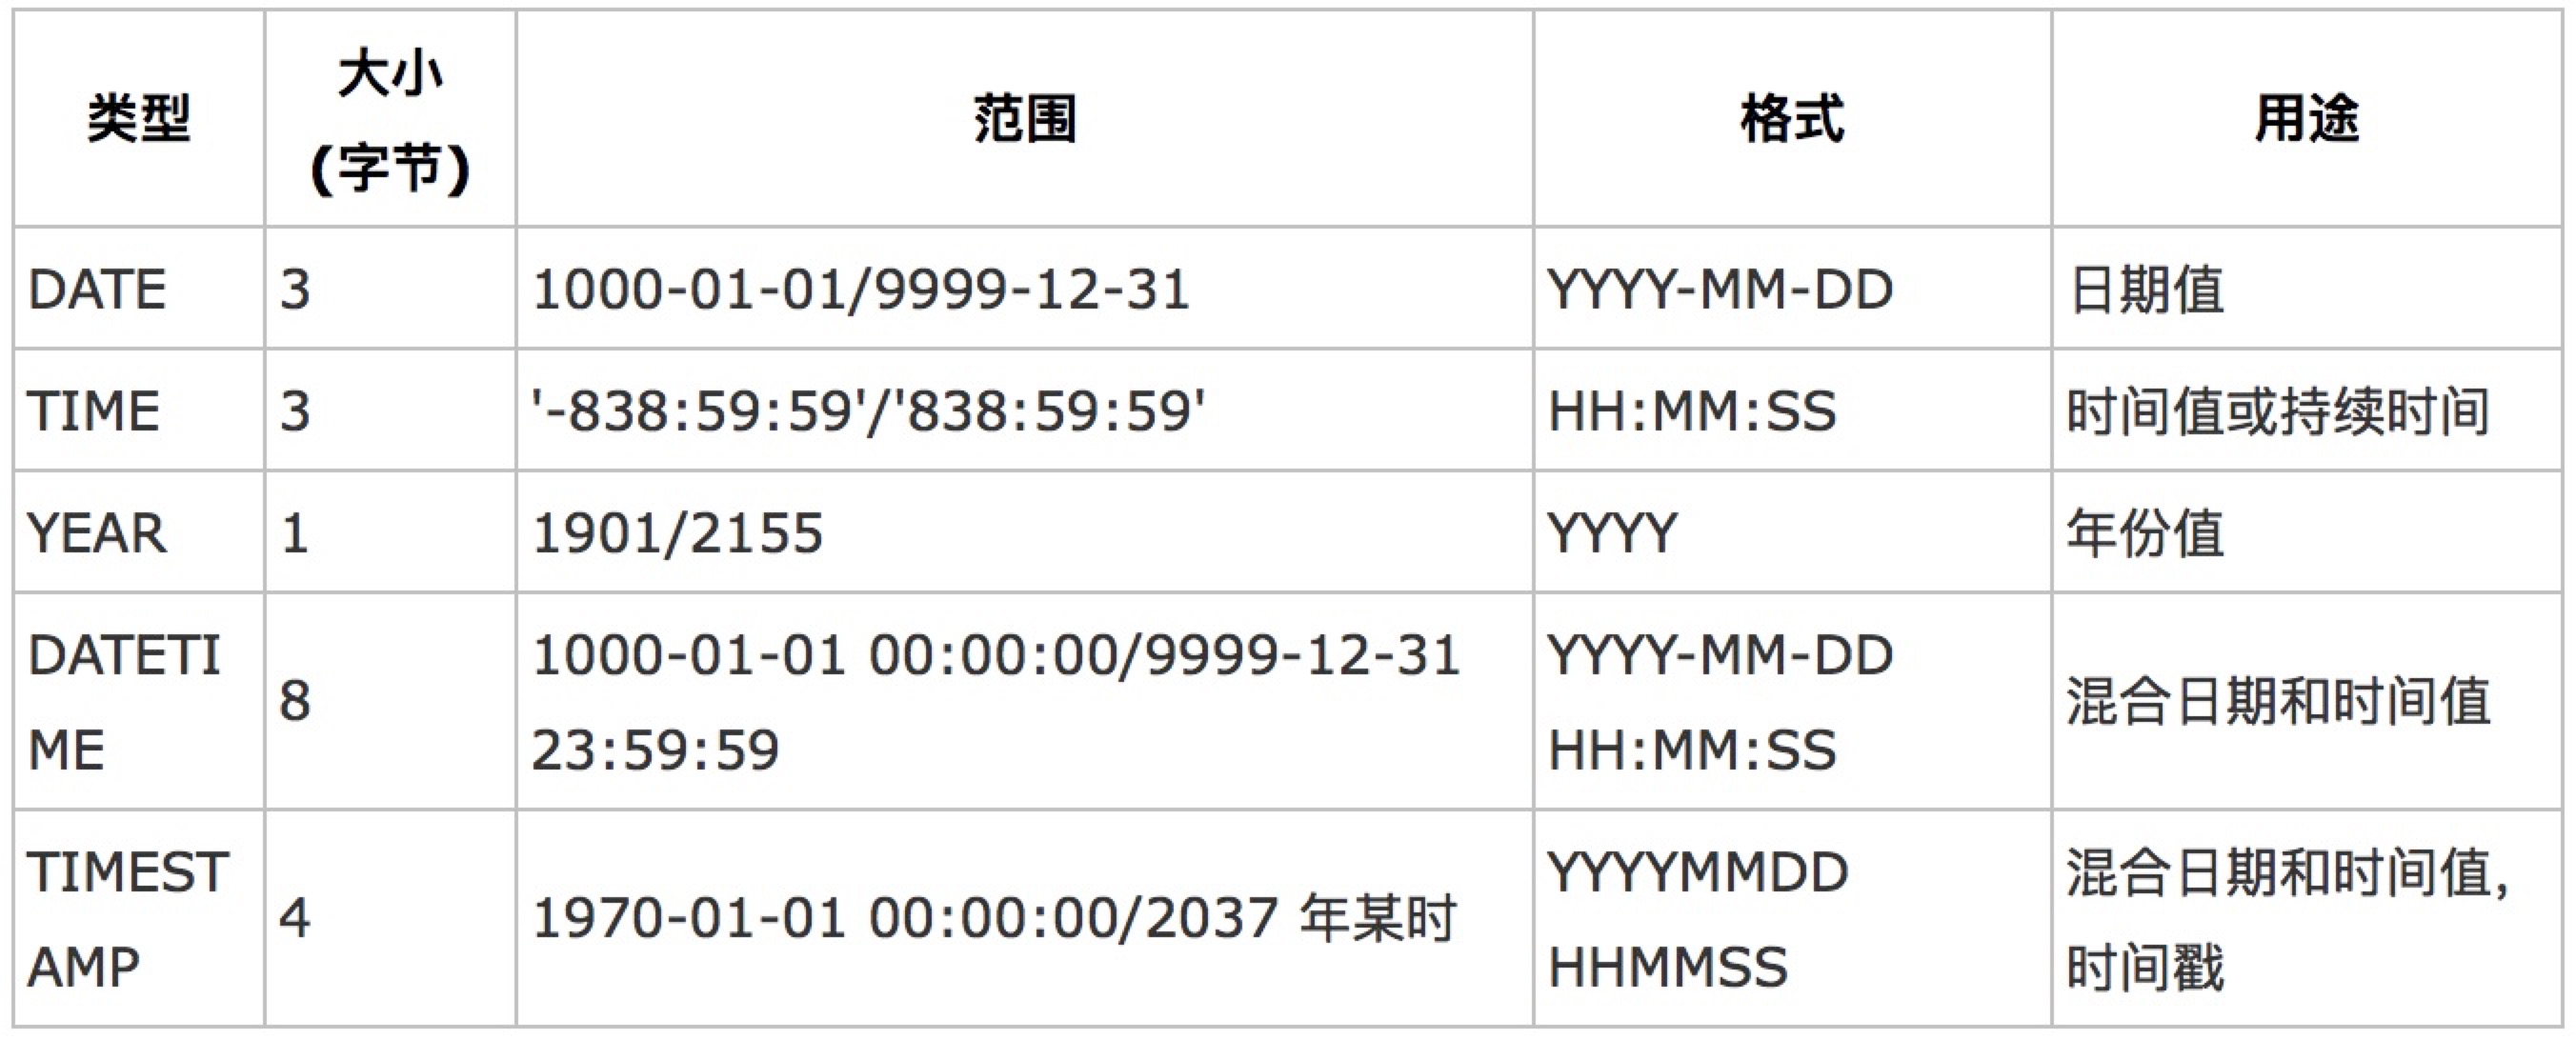 类型
大小
(字节)
范围
格式
用途
DATE
3
1000-01-01/9999-12-31
YYYY-MM-DD
日期值
TIME
3
'-838:59:59'/'838:59:59'
HH:MM:SS
时间值或持续时间
YEAR
1
1901/2155
YYYY
年份值
DATETI
ME
8
1000-01-01 00:00:00/9999-12-31
23:59:59
YYYY-MM-DD
HH:MM:SS
混合日期和时间值
TIMEST
AMP
4
1970-01-01 00:00:00/2037 年某时
YYYYMMDD
HHMMSS
混合日期和时间值,
时间戳